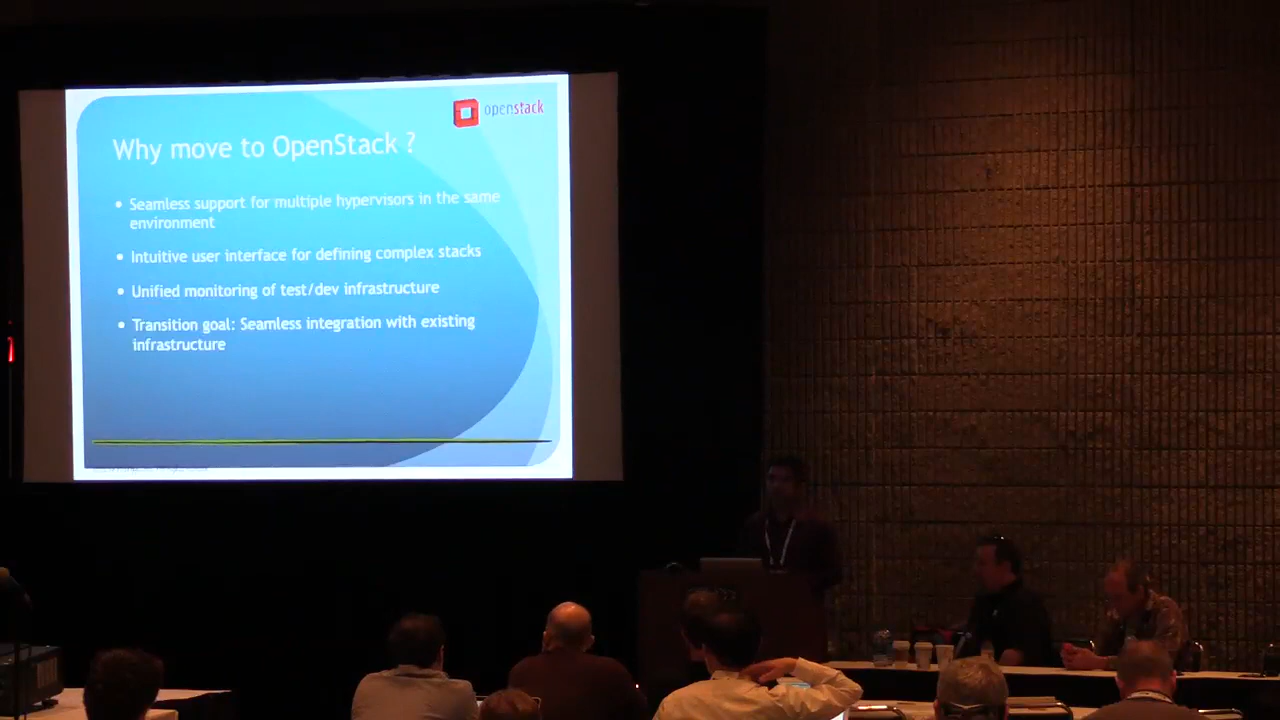 openstack
Why move to OpenStack ?
• Seamless support for multiple hypervisors in the same
environment
• Intuitive user interface for defining complex stacks
• Unified monitoring of test/dev infrastructure
• Transition goal: Seamless integration with existing
infrastructure